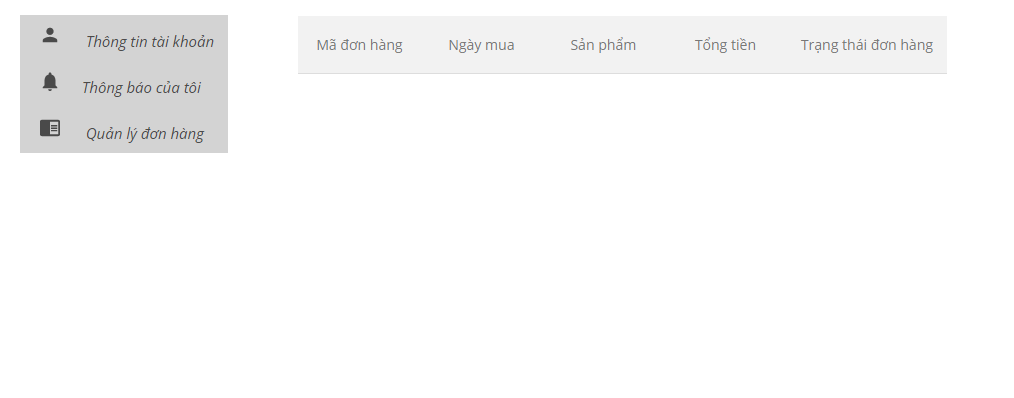 Thông tin tài khoản
Thông báo của tôi
Quản lý đơn hàng
Mã đơn hàng Ngày mua Sản phẩm Tổng tiền Trạng thái đơn hàng